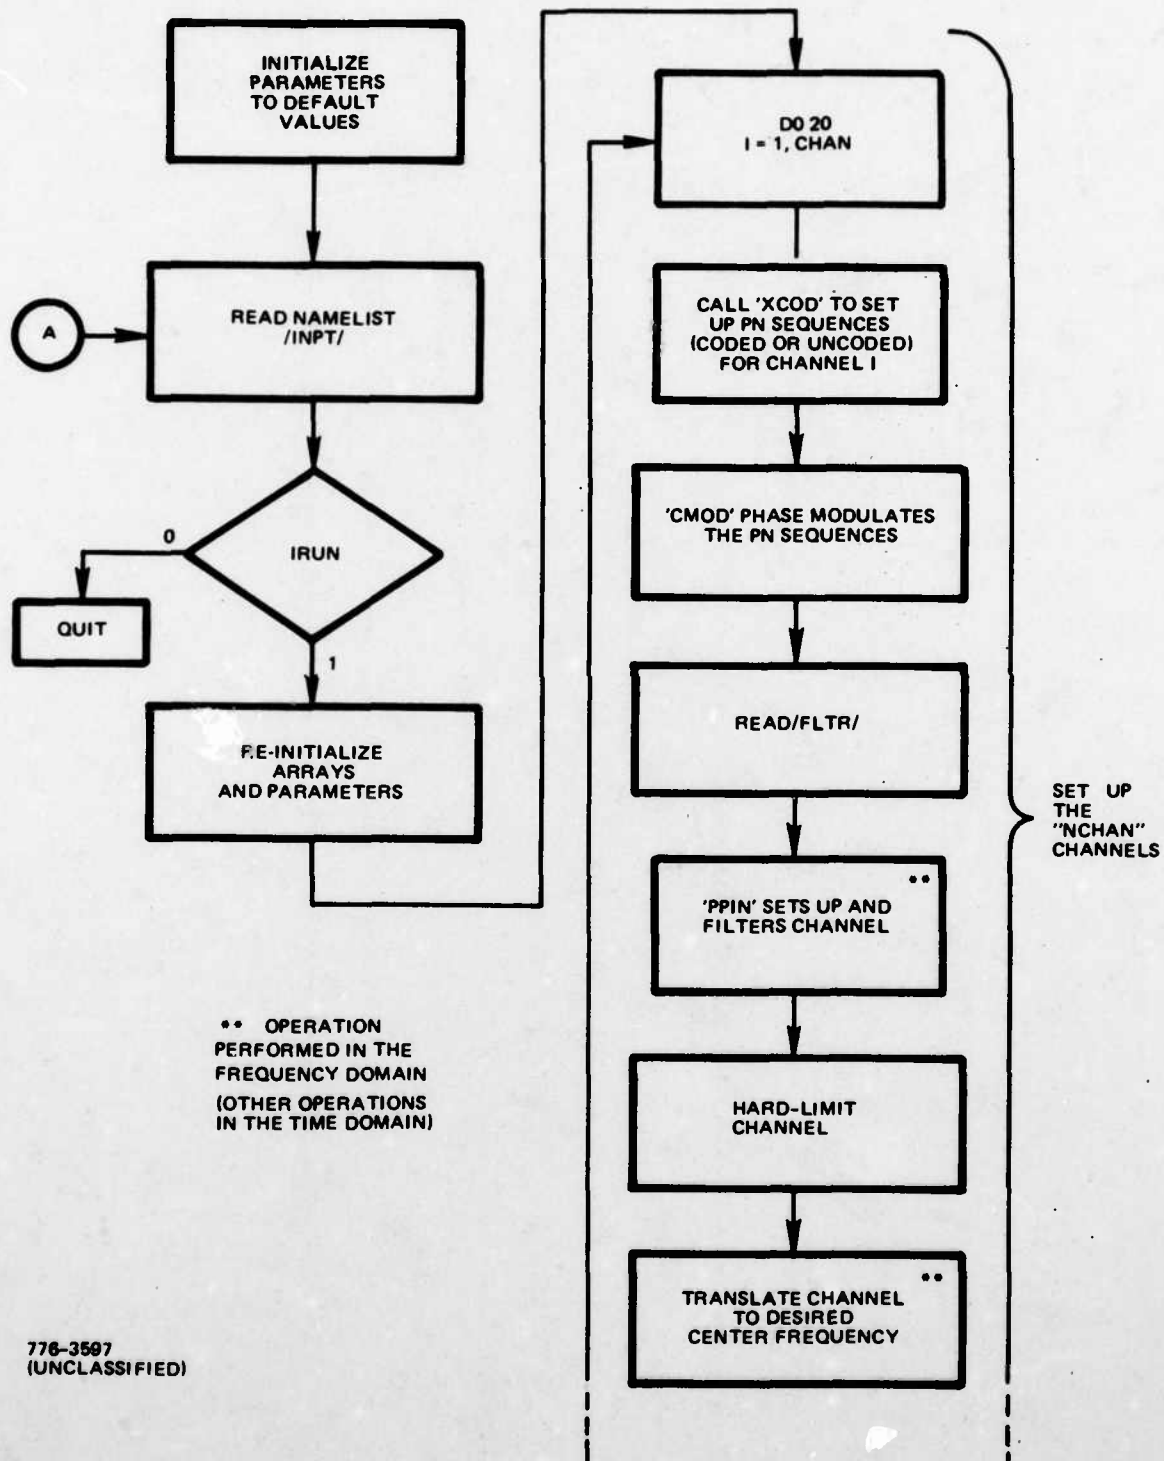 INITIALIZE
PARAMETERS
TO DEFAULT
VALUES
A
READ NAMELIST
/INPT/
IRUN
0
QUIT
1
RE-INITIALIZE
ARRAYS
AND PARAMETERS
** OPERATION
PERFORMED IN THE
FREQUENCY DOMAIN
(OTHER OPERATIONS
IN THE TIME DOMAIN)
776-3597
(UNCLASSIFIED)
DO 20
I = 1, CHAN
CALL 'XCOD' TO SET
UP PN SEQUENCES
(CODED OR UNCODED)
FOR CHANNEL I
'CMOD' PHASE MODULATES
THE PN SEQUENCES
READ/FLTR/
**
'PPIN' SETS UP AND
FILTERS CHANNEL
HARD-LIMIT
CHANNEL
**
TRANSLATE CHANNEL
TO DESIRED
CENTER FREQUENCY
SET UP
THE
"NCHAN"
CHANNELS